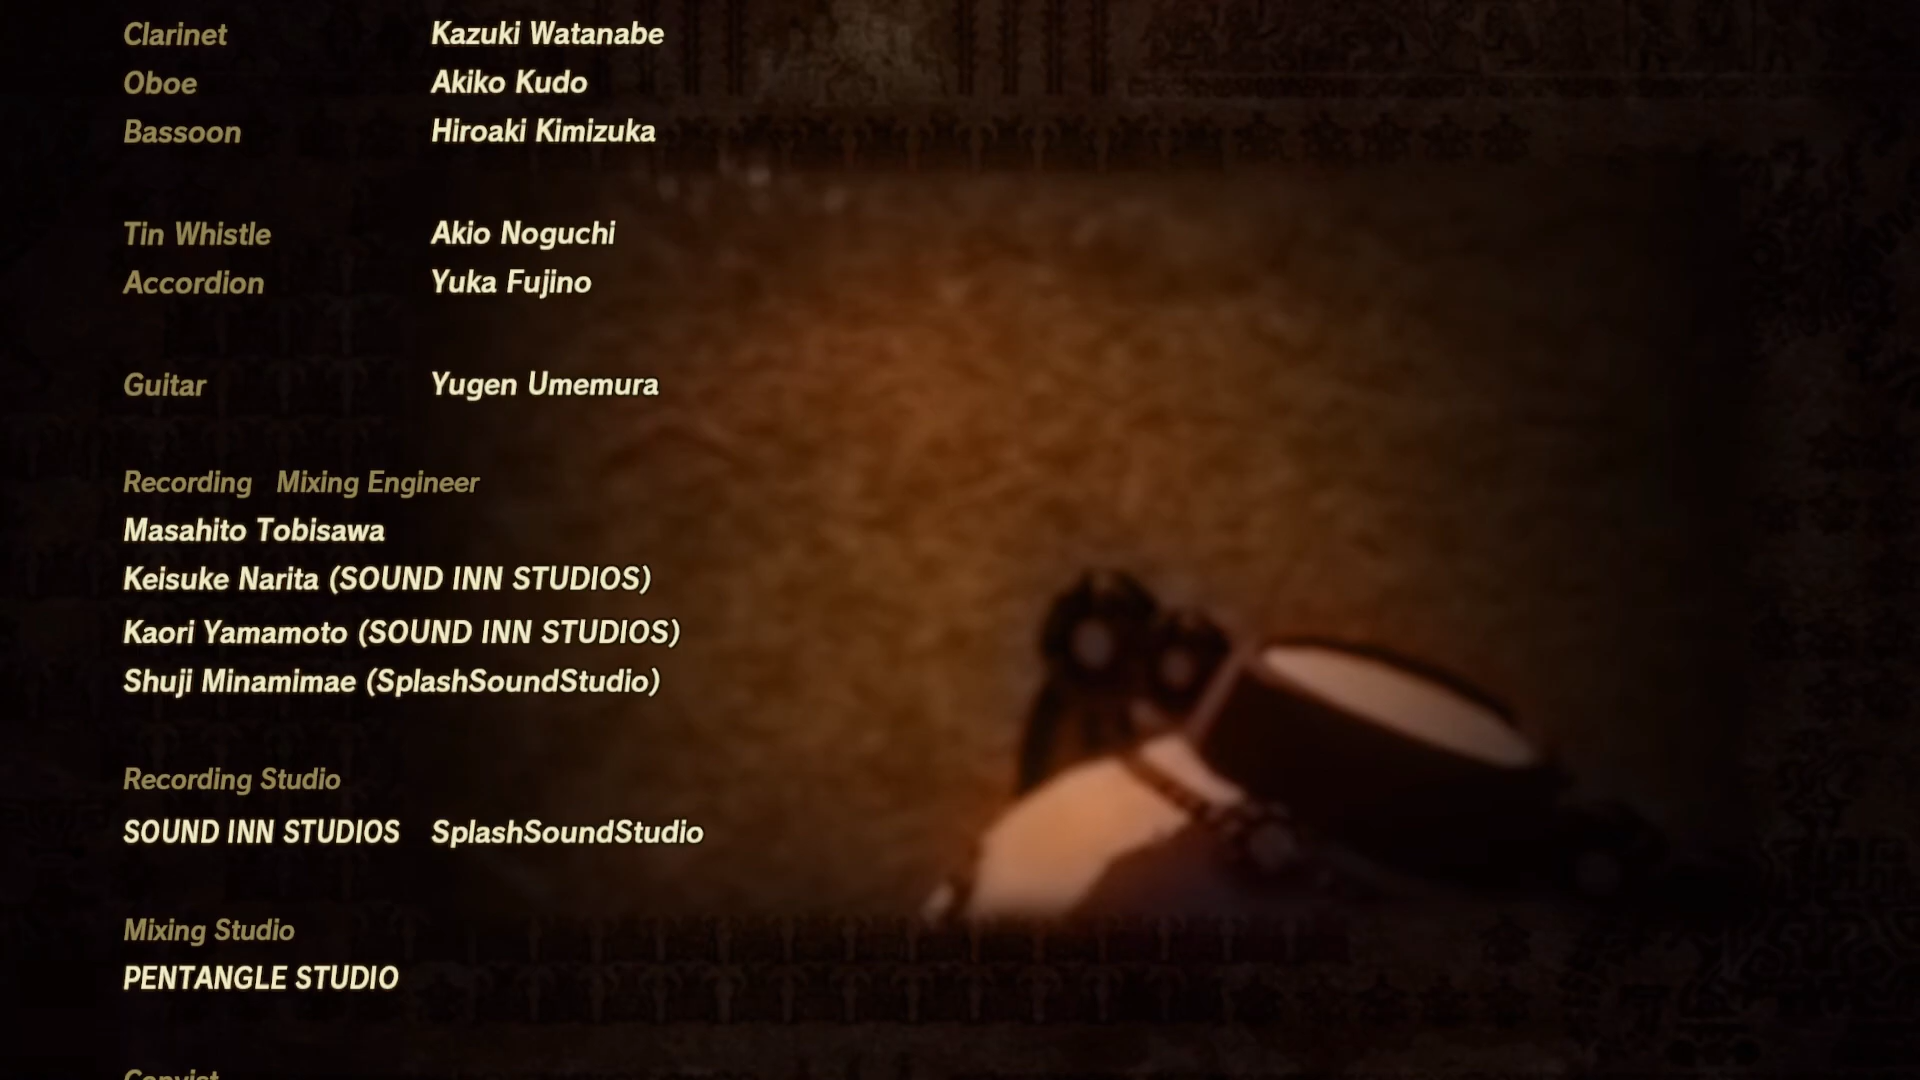 Clarinet Kazuki Watanabe
Oboe Akiko Kudo
Bassoon Hiroaki Kimizuka
Tin Whistle Akio Noguchi
Accordion Yuka Fujino
Guitar Yugen Umemura
Recording Mixing Engineer
Masahito Tobisawa
Keisuke Narita (SOUND INN STUDIOS)
Kaori Yamamoto (SOUND INN STUDIOS)
Shuji Minamimae (SplashSoundStudio)
Recording Studio
SOUND INN STUDIOS SplashSoundStudio
Mixing Studio
PENTANGLE STUDIO